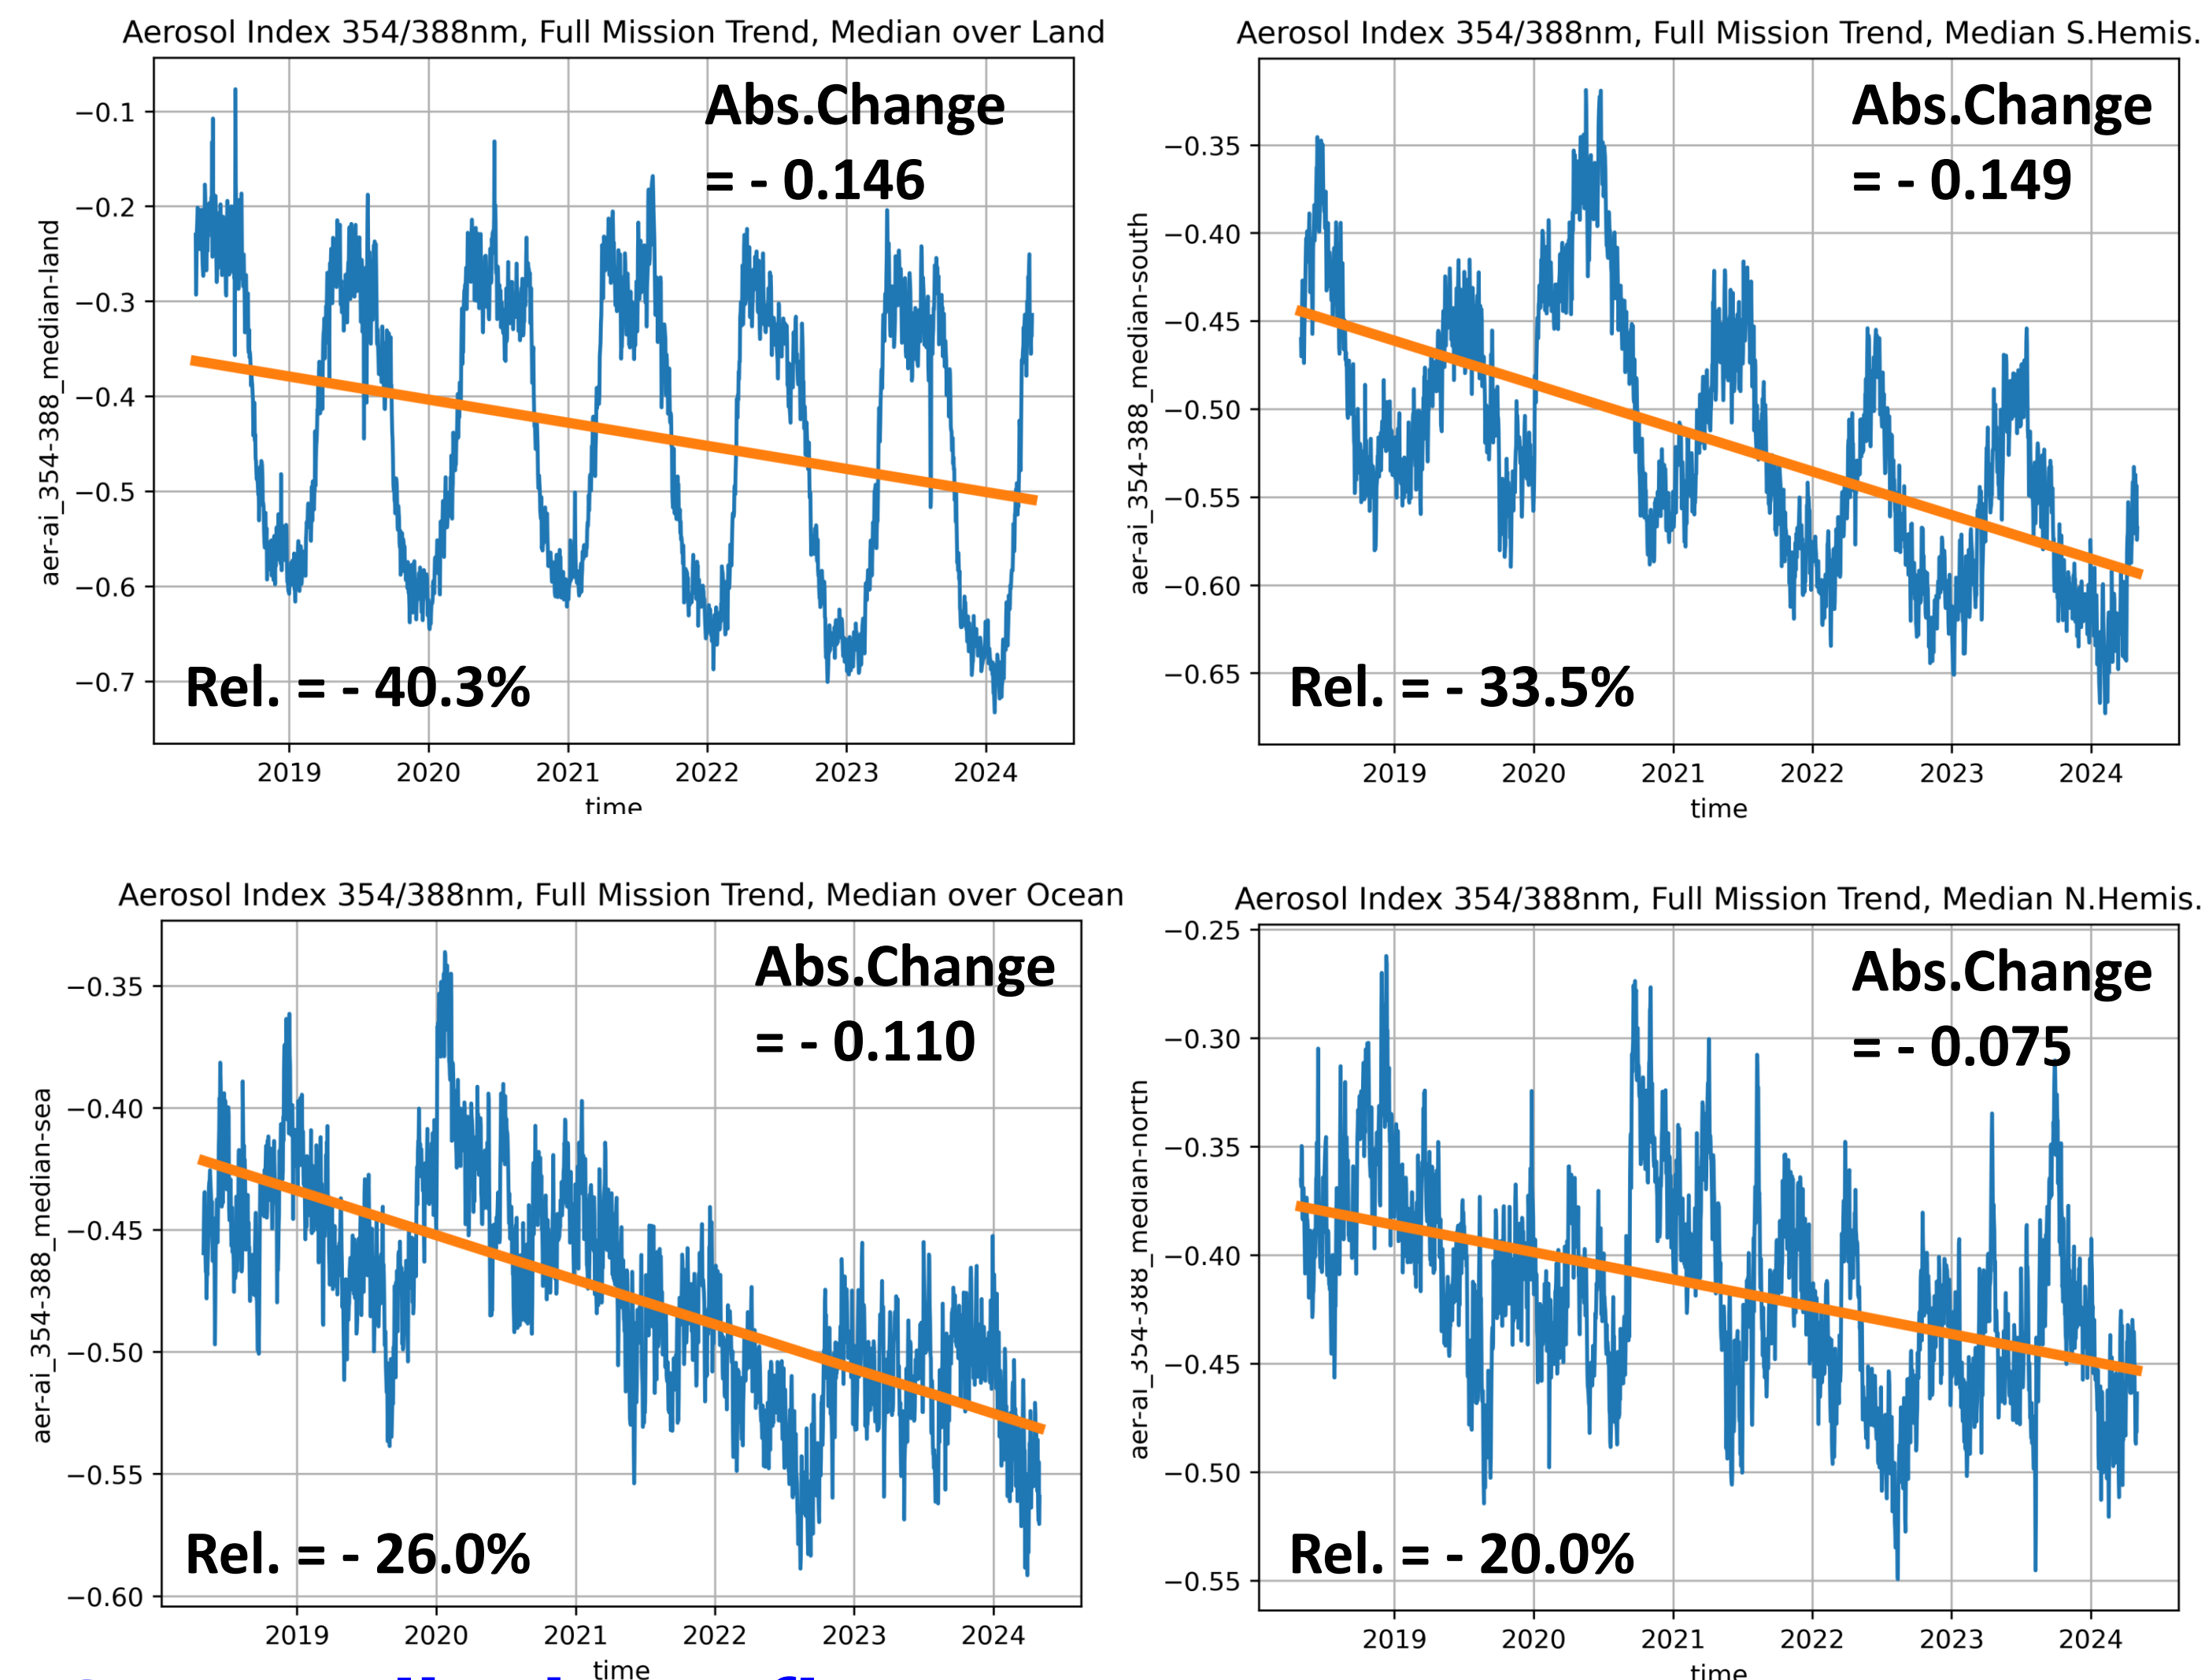 Aerosol Index 354/388nm, Full Mission Trend, Median over Land
Abs.Change
= - 0.146
Rel. = - 40.3%
aer-ai_354-388_median-land
−0.1
−0.2
−0.3
−0.4
−0.5
−0.6
−0.7
2019 2020 2021 2022 2023 2024
time
Aerosol Index 354/388nm, Full Mission Trend, Median S.Hemis.
Abs.Change
= - 0.149
Rel. = - 33.5%
aer-ai_354-388_median-south
−0.35
−0.40
−0.45
−0.50
−0.55
−0.60
−0.65
2019 2020 2021 2022 2023 2024
time
Aerosol Index 354/388nm, Full Mission Trend, Median over Ocean
Abs.Change
= - 0.110
Rel. = - 26.0%
aer-ai_354-388_median-sea
−0.35
−0.40
−0.45
−0.50
−0.55
−0.60
2019 2020 2021 2022 2023 2024
time
Aerosol Index 354/388nm, Full Mission Trend, Median N.Hemis.
Abs.Change
= - 0.075
Rel. = - 20.0%
aer-ai_354-388_median-north
−0.25
−0.30
−0.35
−0.40
−0.45
−0.50
−0.55
2019 2020 2021 2022 2023 2024
time